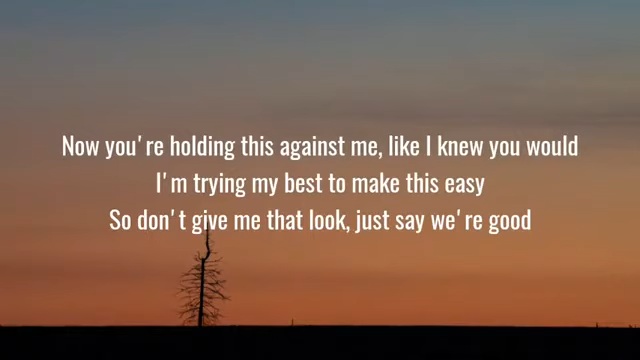 Now you're holding this against me, like I knew you would
I'm trying my best to make this easy
So don't give me that look, just say we're good